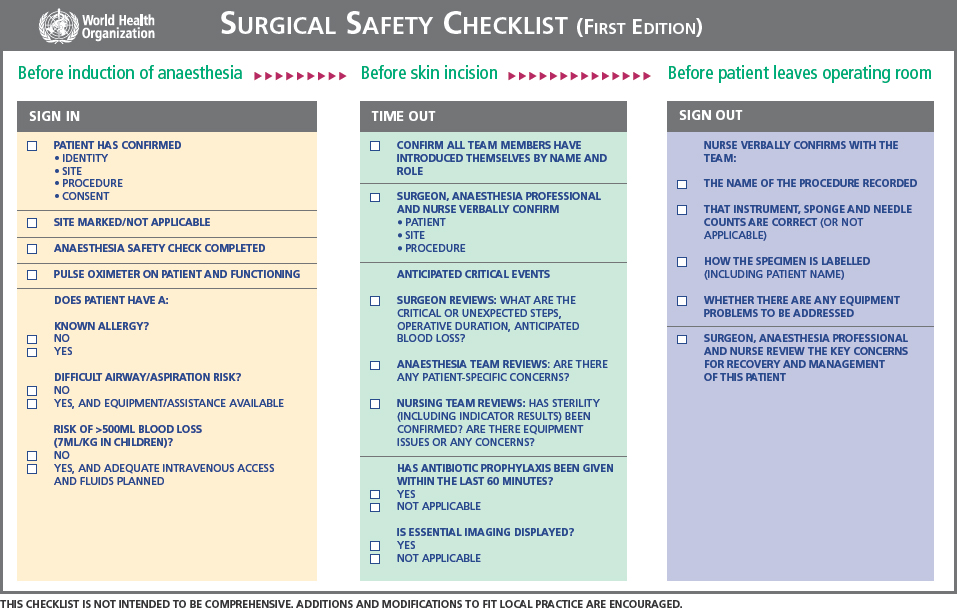 World Health
Organization
SURGICAL SAFETY CHECKLIST (FIRST EDITION)
Before induction of anaesthesia
Before skin incision
Before patient leaves operating room
SIGN IN
PATIENT HAS CONFIRMED
• IDENTITY
• SITE
• PROCEDURE
• CONSENT
SITE MARKED/NOT APPLICABLE
ANAESTHESIA SAFETY CHECK COMPLETED
PULSE OXIMETER ON PATIENT AND FUNCTIONING
DOES PATIENT HAVE A:
KNOWN ALLERGY?
NO
YES
DIFFICULT AIRWAY/ASPIRATION RISK?
NO
YES, AND EQUIPMENT/ASSISTANCE AVAILABLE
RISK OF >500ML BLOOD LOSS
(7ML/KG IN CHILDREN)?
NO
YES, AND ADEQUATE INTRAVENOUS ACCESS
AND FLUIDS PLANNED
TIME OUT
CONFIRM ALL TEAM MEMBERS HAVE
INTRODUCED THEMSELVES BY NAME AND
ROLE
SURGEON, ANAESTHESIA PROFESSIONAL
AND NURSE VERBALLY CONFIRM
• PATIENT
• SITE
• PROCEDURE
ANTICIPATED CRITICAL EVENTS
SURGEON REVIEWS: WHAT ARE THE
CRITICAL OR UNEXPECTED STEPS,
OPERATIVE DURATION, ANTICIPATED
BLOOD LOSS?
ANAESTHESIA TEAM REVIEWS: ARE THERE
ANY PATIENT-SPECIFIC CONCERNS?
NURSING TEAM REVIEWS: HAS STERILITY
(INCLUDING INDICATOR RESULTS) BEEN
CONFIRMED? ARE THERE EQUIPMENT
ISSUES OR ANY CONCERNS?
HAS ANTIBIOTIC PROPHYLAXIS BEEN GIVEN
WITHIN THE LAST 60 MINUTES?
YES
NOT APPLICABLE
IS ESSENTIAL IMAGING DISPLAYED?
YES
NOT APPLICABLE
SIGN OUT
NURSE VERBALLY CONFIRMS WITH THE
TEAM:
THE NAME OF THE PROCEDURE RECORDED
THAT INSTRUMENT, SPONGE AND NEEDLE
COUNTS ARE CORRECT (OR NOT
APPLICABLE)
HOW THE SPECIMEN IS LABELLED
(INCLUDING PATIENT NAME)
WHETHER THERE ARE ANY EQUIPMENT
PROBLEMS TO BE ADDRESSED
SURGEON, ANAESTHESIA PROFESSIONAL
AND NURSE REVIEW THE KEY CONCERNS
FOR RECOVERY AND MANAGEMENT
OF THIS PATIENT
THIS CHECKLIST IS NOT INTENDED TO BE COMPREHENSIVE. ADDITIONS AND MODIFICATIONS TO FIT LOCAL PRACTICE ARE ENCOURAGED.